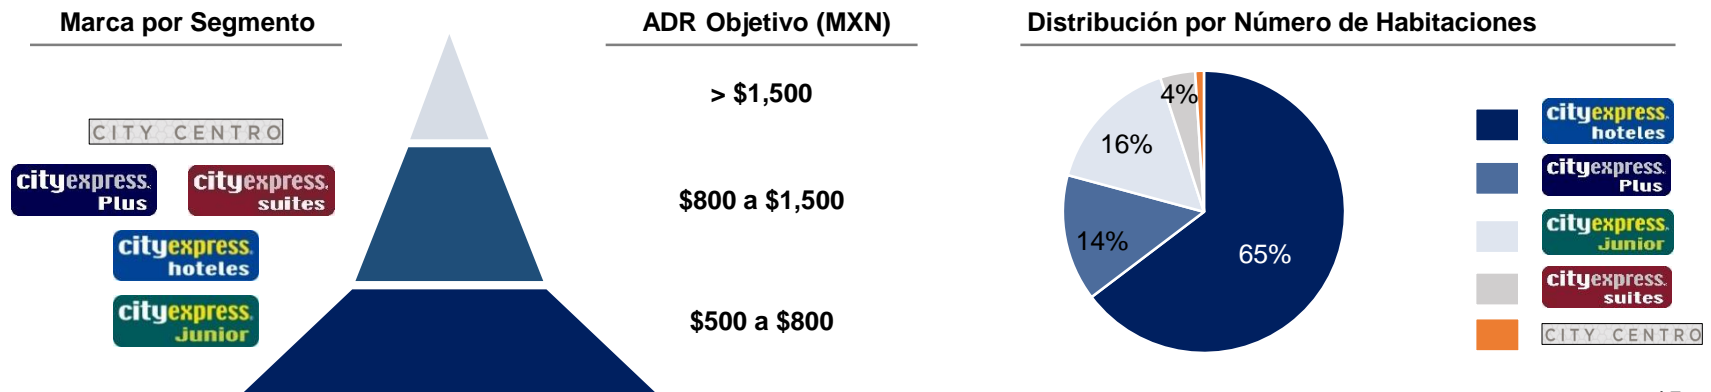 Marca por Segmento
CITY CENTRO
cityexpress.
Plus
cityexpress.
suites
cityexpress.
hoteles
cityexpress.
junior
ADR Objetivo (MXN)
> $1,500
$800 a $1,500
$500 a $800
Distribución por Número de Habitaciones
4%
16%
14%
65%
cityexpress.
hoteles
cityexpress.
Plus
cityexpress.
junior
cityexpress.
suites
CITY CENTRO